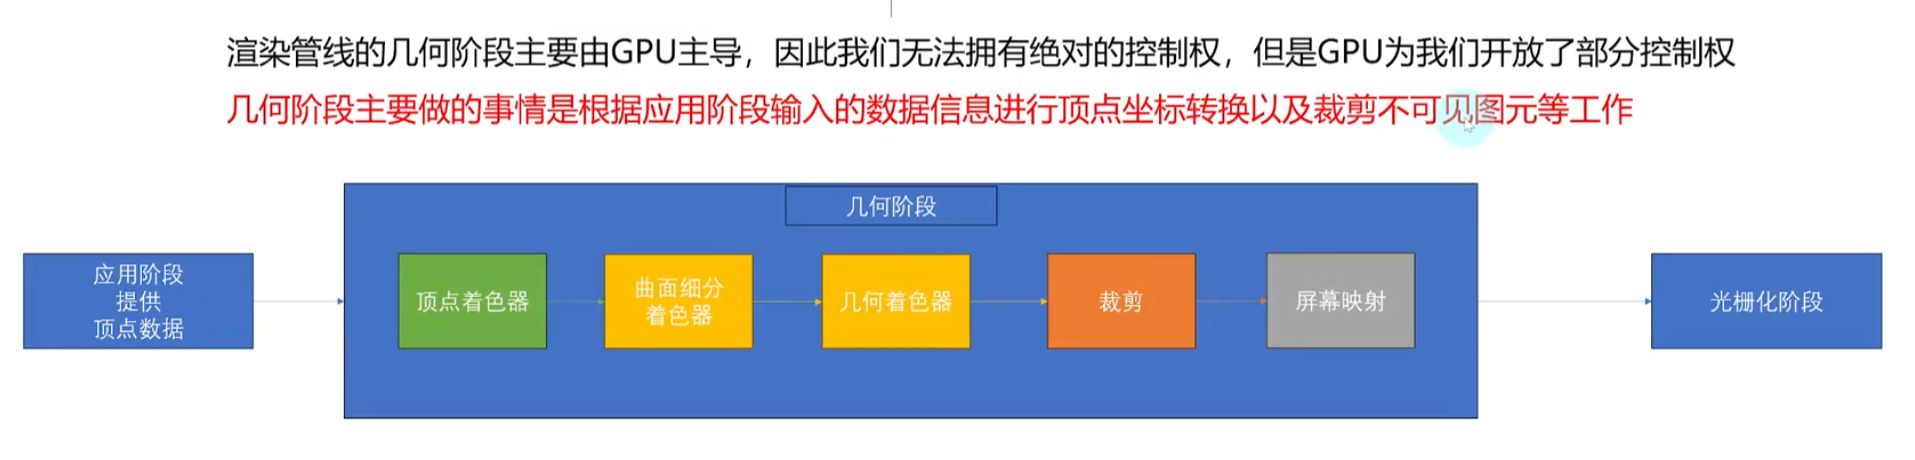 渲染管线的几何阶段主要由GPU主导，因此我们无法拥有绝对的控制权，但是GPU为我们开放了部分控制权
几何阶段主要做的事情是根据应用阶段输入的数据信息进行顶点坐标转换以及裁剪不可见图元等工作
几何阶段
应用阶段
提供
顶点数据
顶点着色器
曲面细分
着色器
几何着色器
裁剪
屏幕映射
光栅化阶段